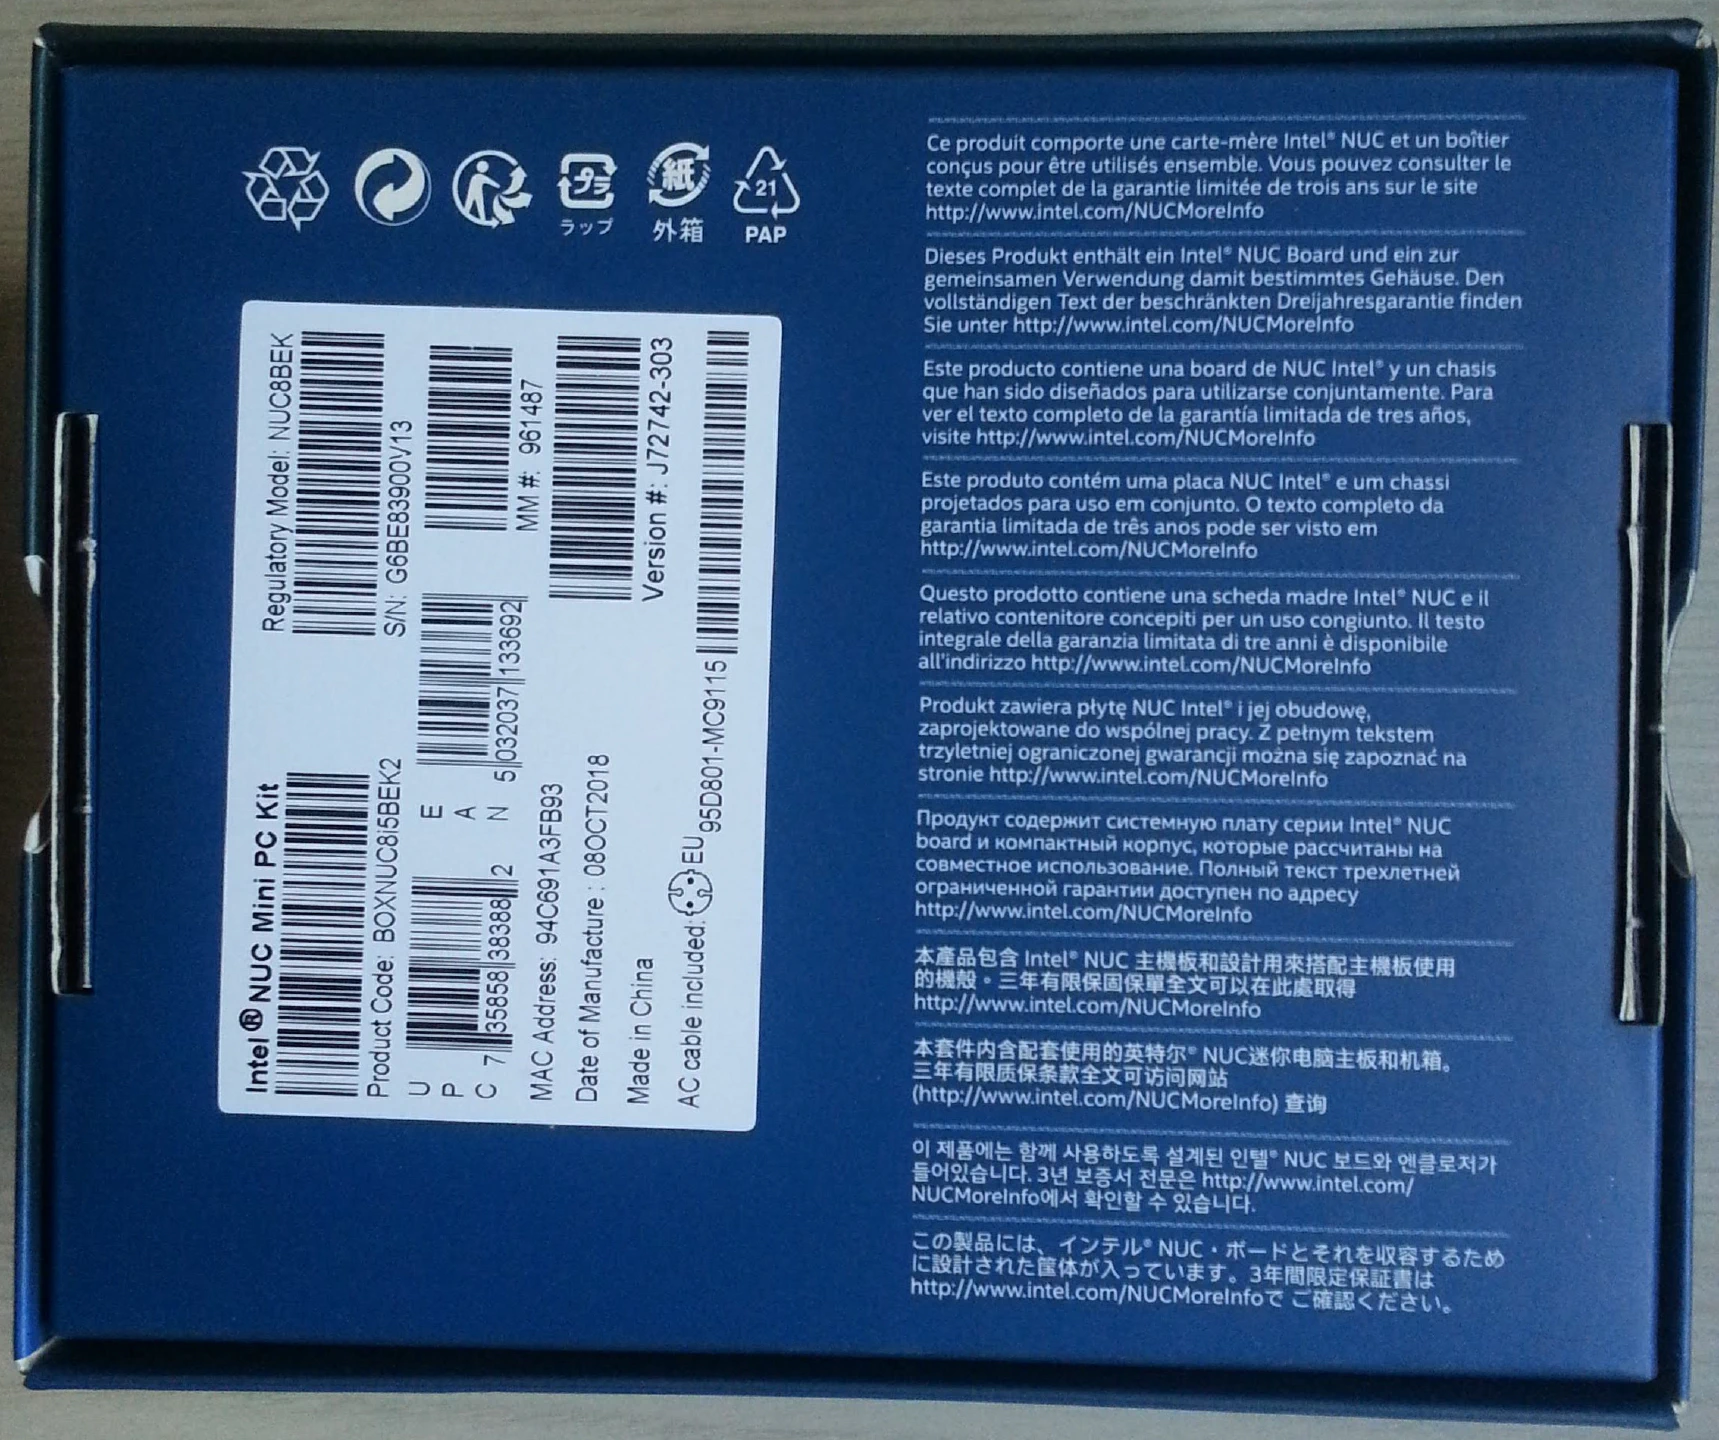 ラップ
外箱
21
PAP
Intel® NUC Mini PC Kit
Regulatory Model: NUC8BEK
Product Code: BOXNUC8i5BEK2
S/N: G6BE83900V13
U P C 7 35858 38388 2
E A N 5 032037 133692
MM #: 961487
MAC Address: 94C691A3FB93
Date of Manufacture : 08OCT2018
Version #: J72742-303
Made in China
AC cable included: EU
95D801-MC9115
Ce produit comporte une carte-mère Intel® NUC et un boîtier
conçus pour être utilisés ensemble. Vous pouvez consulter le
texte complet de la garantie limitée de trois ans sur le site
http://www.intel.com/NUCMoreInfo
Dieses Produkt enthält ein Intel® NUC Board und ein zur
gemeinsamen Verwendung damit bestimmtes Gehäuse. Den
vollständigen Text der beschränkten Dreijahresgarantie finden
Sie unter http://www.intel.com/NUCMoreInfo
Este producto contiene una board de NUC Intel® y un chasis
que han sido diseñados para utilizarse conjuntamente. Para
ver el texto completo de la garantía limitada de tres años,
visite http://www.intel.com/NUCMoreInfo
Este produto contém uma placa NUC Intel® e um chassi
projetados para uso em conjunto. O texto completo da
garantia limitada de três anos pode ser visto em
http://www.intel.com/NUCMoreInfo
Questo prodotto contiene una scheda madre Intel® NUC e il
relativo contenitore concepiti per un uso congiunto. Il testo
integrale della garanzia limitata di tre anni è disponibile
all'indirizzo http://www.intel.com/NUCMoreInfo
Produkt zawiera płytę NUC Intel® i jej obudowę,
zaprojektowane do wspólnej pracy. Z pełnym tekstem
trzyletniej ograniczonej gwarancji można się zapoznać na
stronie http://www.intel.com/NUCMoreInfo
Продукт содержит системную плату серии Intel® NUC
board и компактный корпус, которые рассчитаны на
совместное использование. Полный текст трехлетней
ограниченной гарантии доступен по адресу
http://www.intel.com/NUCMoreInfo
本產品包含 Intel® NUC 主機板和設計用來搭配主機板使用
的機殼。三年有限保固保單全文可以在此處取得
http://www.intel.com/NUCMoreInfo
本套件内含配套使用的英特尔® NUC迷你电脑主板和机箱。
三年有限质保条款全文可访问网站
(http://www.intel.com/NUCMoreInfo) 查询
이 제품에는 함께 사용하도록 설계된 인텔® NUC 보드와 엔클로저가
들어있습니다. 3년 보증서 전문은 http://www.intel.com/
NUCMoreInfo에서 확인할 수 있습니다.
この製品には、インテル® NUC・ボードとそれを収容するため
に設計された筐体が入っています。3年間限定保証書は
http://www.intel.com/NUCMoreInfoで ご確認ください。